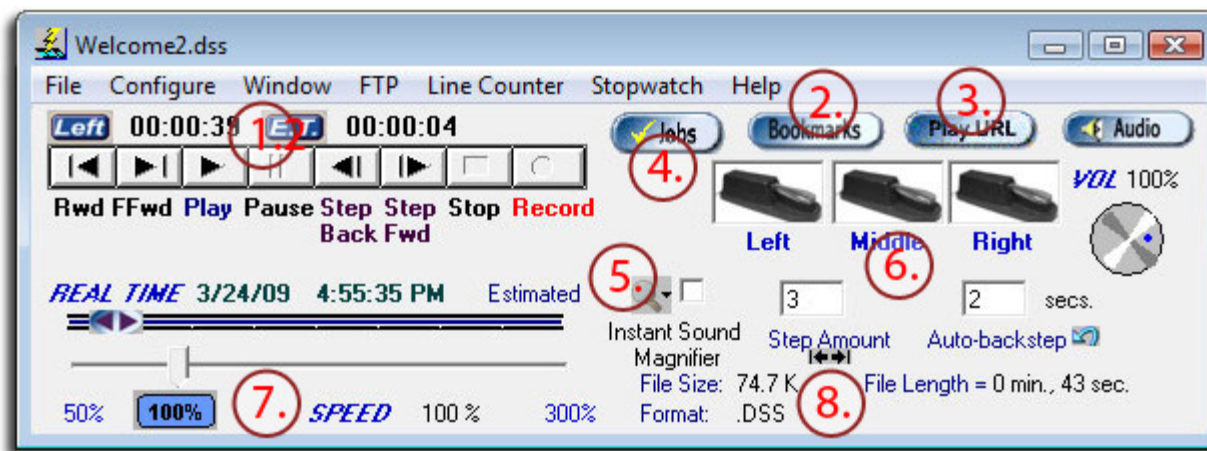 Welcome2.dss
File Configure Window FTP Line Counter Stopwatch Help
Left 00:00:39 E.T. 00:00:04 Jobs Bookmarks Play URL Audio
1.2 2. 3.
4.
Rwd FFwd Play Pause Step Back Step Fwd Stop Record
VOL 100%
Left Middle Right
5. 6.
REAL TIME 3/24/09 4:55:35 PM Estimated
3 2 secs.
Instant Sound Magnifier Step Amount Auto-backstep
File Size: 74.7 K File Length = 0 min., 43 sec.
7. 8.
50% 100% SPEED 100 % 300% Format: .DSS